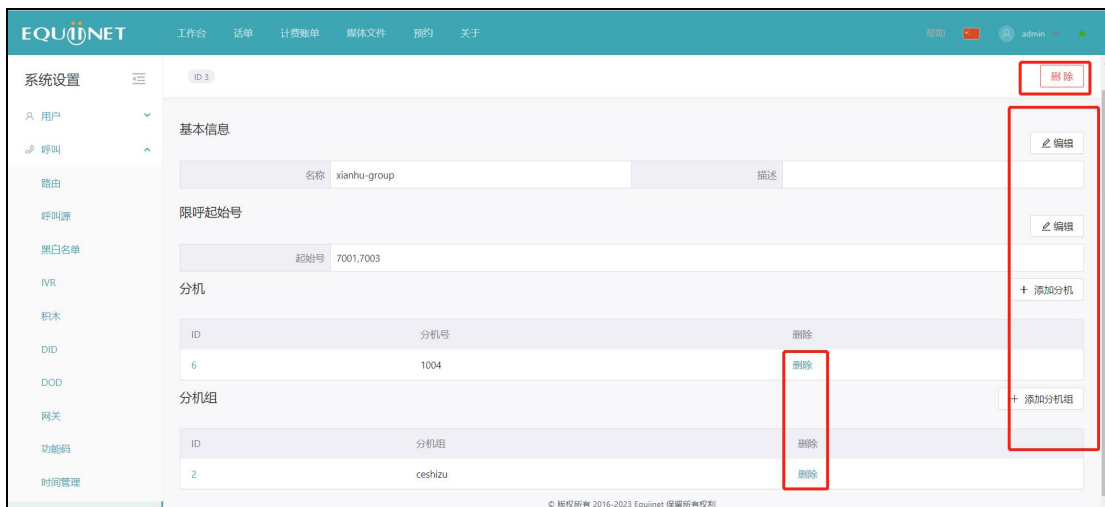 EQUiiNET 工作台 话单 计费账单 媒体文件 预约 关于 帮助 admin
系统设置 ID 3 删 除
用户
基本信息
编辑
呼叫
名称 xianhu-group 描述
路由
限呼起始号
呼叫源
编辑
黑白名单
起始号 7001,7003
IVR
分机 + 添加分机
积木
ID 分机号 删除
DID
6 1004 删除
DOD
分机组 + 添加分机组
网关
ID 分机组 删除
功能码
2 ceshizu 删除
时间管理
© 版权所有 2016-2023 Equiinet 保留所有权利